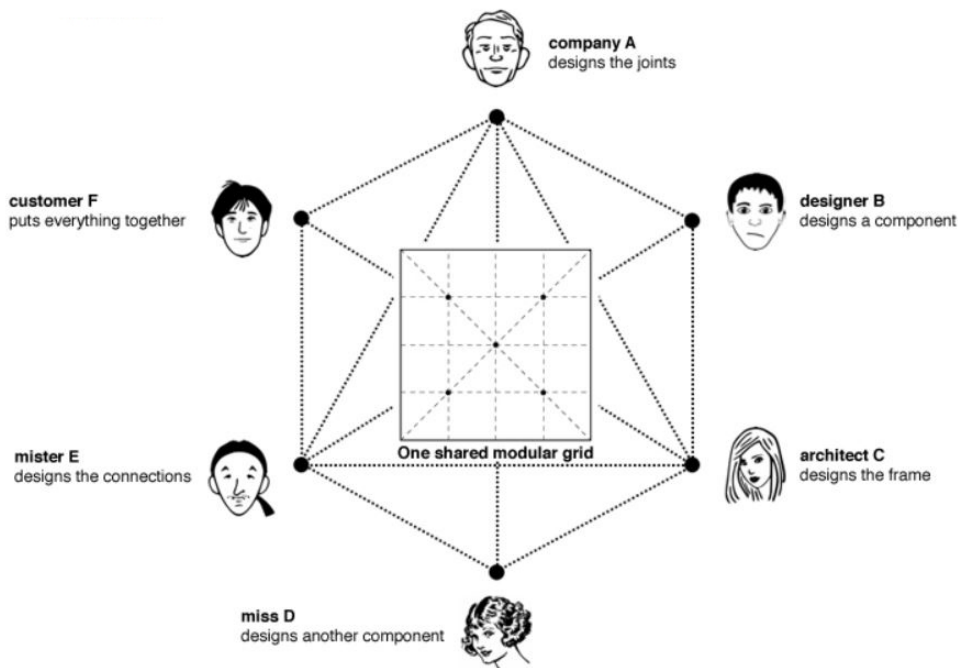 company A
designs the joints
customer F
puts everything together
designer B
designs a component
One shared modular grid
mister E
designs the connections
architect C
designs the frame
miss D
designs another component